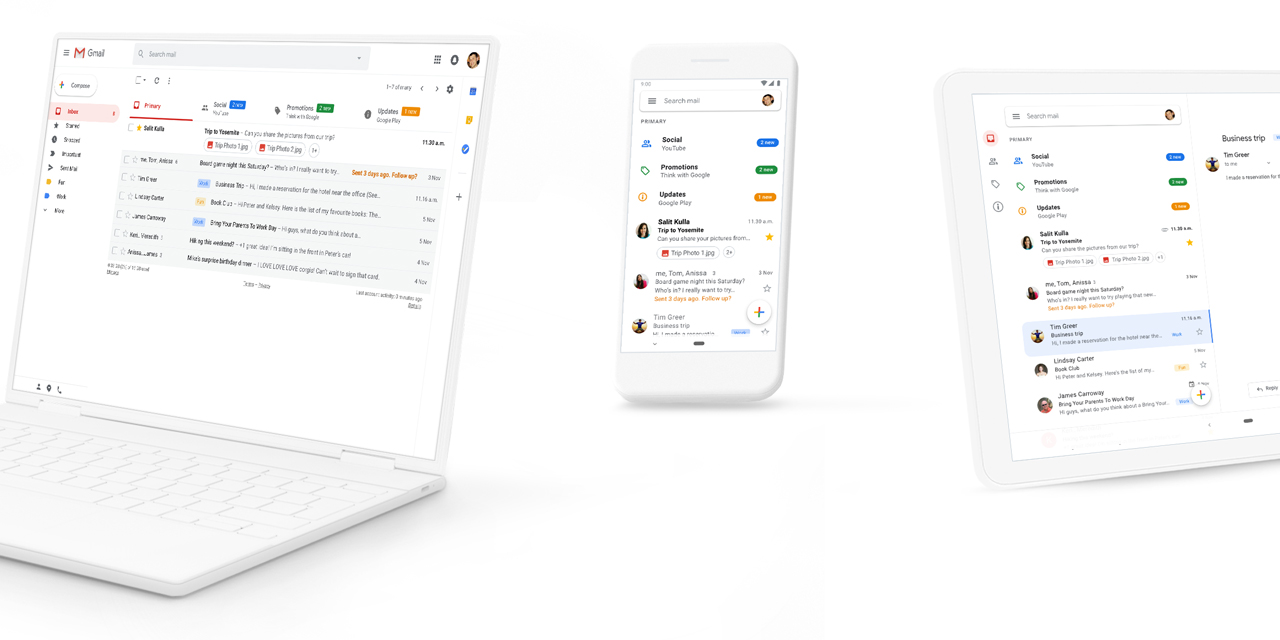 Gmail
Search mail
Compose
Inbox
Starred
Snoozed
Important
Sent Mail
Fun
Work
More
1–7 of many
Primary
Social 2 new
YouTube
Promotions 2 new
Think with Google
Updates 1 new
Google Play
Salit Kulla
Trip to Yosemite – Can you share the pictures from our trip?
11.30 a.m.
Trip Photo 1.jpg
Trip Photo 2.jpg
me, Tom, Anissa 4
Board game night this Saturday? – Who's in? I really want to try...
Sent 3 days ago. Follow up?
3 Nov
Tim Greer
Work
Business Trip – Hi, I made a reservation for the hotel near the office (See...
11.16 a.m.
Lindsay Carter
Fun
Book Club – Hi Peter and Kelsey. Here is the list of my favourite books: The...
5 Nov
James Carroway
Work
Bring Your Parents To Work Day – Hi guys, what do you think about a...
5 Nov
this weekend? – great clear I'm sitting in the front in Peter's car!
4 Nov
Mike's surprise birthday dinner – I LOVE LOVE LOVE corgis! Can't wait to sign that card.
4 Nov
Last account activity: 3 minutes ago
Details
9:00
Search mail
PRIMARY
Social
YouTube
2 new
Promotions
Think with Google
2 new
Updates
Google Play
1 new
Salit Kulla
11.30 a.m.
Trip to Yosemite
Can you share your pictures from...
Trip Photo 1.jpg
2+
me, Tom, Anissa 3
3 Nov
Board game night this Saturday?
Who's in? I really want to try...
Sent 3 days ago. Follow up?
Tim Greer
Business trip
Hi, I made a reservatio
Work
Search mail
PRIMARY
Social
YouTube
2 new
Promotions
Think with Google
2 new
Updates
Google Play
1 new
Salit Kulla
11.30 a.m.
Trip to Yosemite
Can you share the pictures from our trip?
Trip Photo 1.jpg
Trip Photo 2.jpg
+1
me, Tom, Anissa 3
3 Nov
Board game night this Saturday?
Who's in? I really want to try playing that new...
Sent 3 days ago. Follow up?
Tim Greer
11.16 a.m.
Business trip
Hi, I made a reservation for the hotel near the...
Work
Lindsay Carter
5 Nov
Book Club
Hi Peter and Kelsey. Here's the list of my...
Fun
James Carroway
5 Nov
Bring Your Parents To Work Day
Hi guys, what do you think about a Bring Your...
Work
Business trip
Tim Greer
to me
I made a reservation for t
Reply